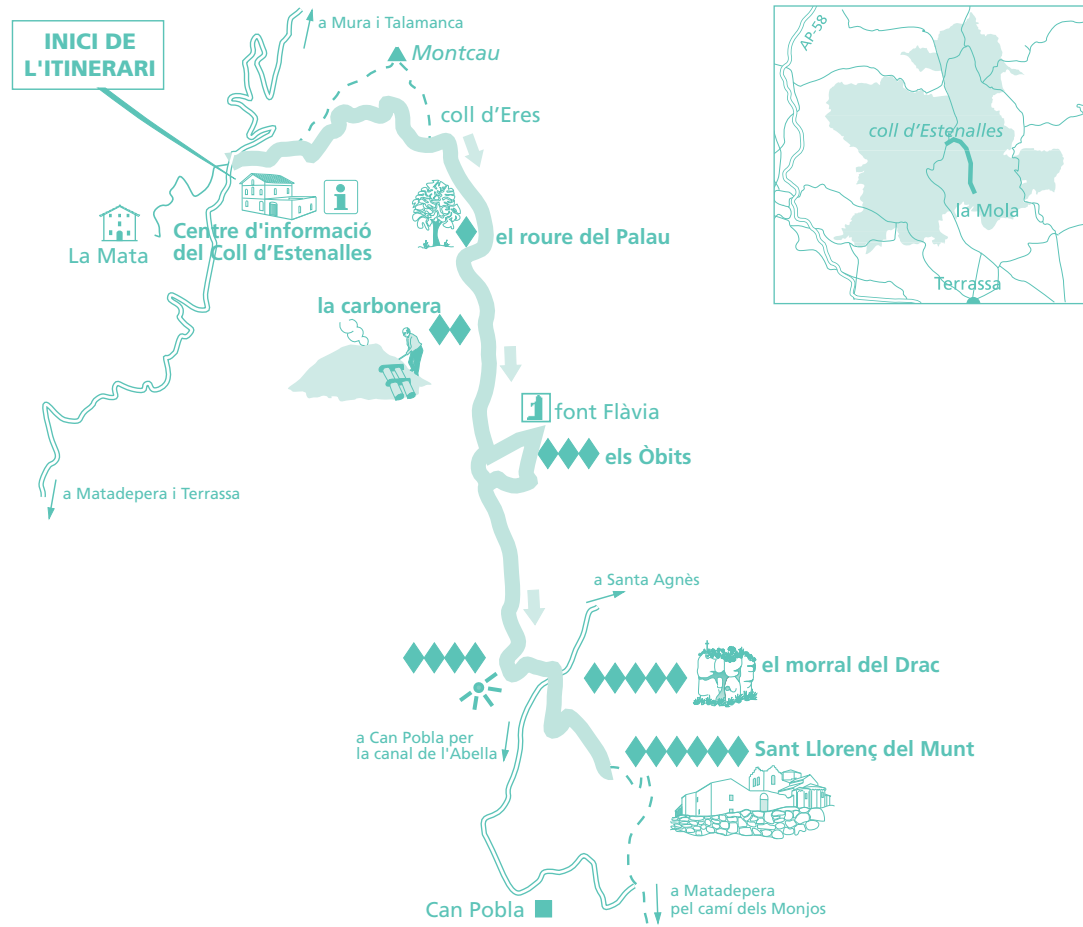 INICI DE
L'ITINERARI
a Mura i Talamanca
Montcau
coll d’Eres
La Mata
Centre d'informació
del Coll d’Estenalles
i
el roure del Palau
la carbonera
font Flàvia
els Òbits
a Matadepera i Terrassa
a Santa Agnès
el morral del Drac
a Can Pobla per
la canal de l'Abella
Sant Llorenç del Munt
Can Pobla
a Matadepera
pel camí dels Monjos
AP-58
coll d’Estenalles
la Mola
Terrassa